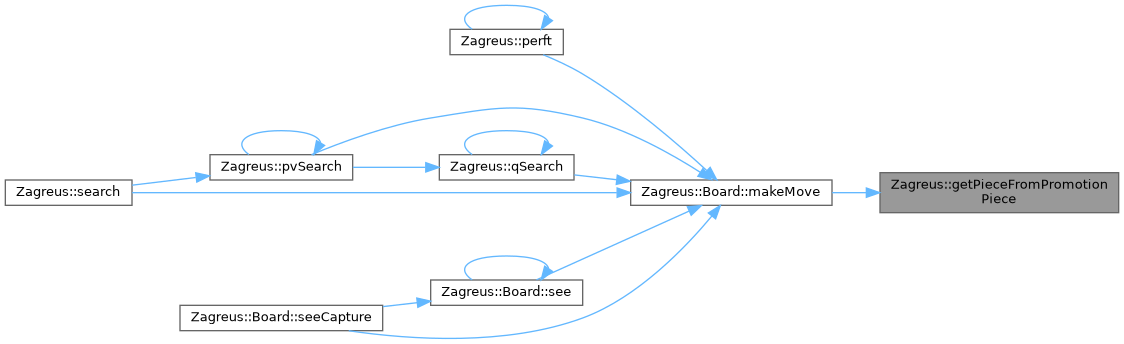 Zagreus::perft
Zagreus::pvSearch
Zagreus::qSearch
Zagreus::search
Zagreus::Board::makeMove
Zagreus::getPieceFromPromotion
Piece
Zagreus::Board::see
Zagreus::Board::seeCapture